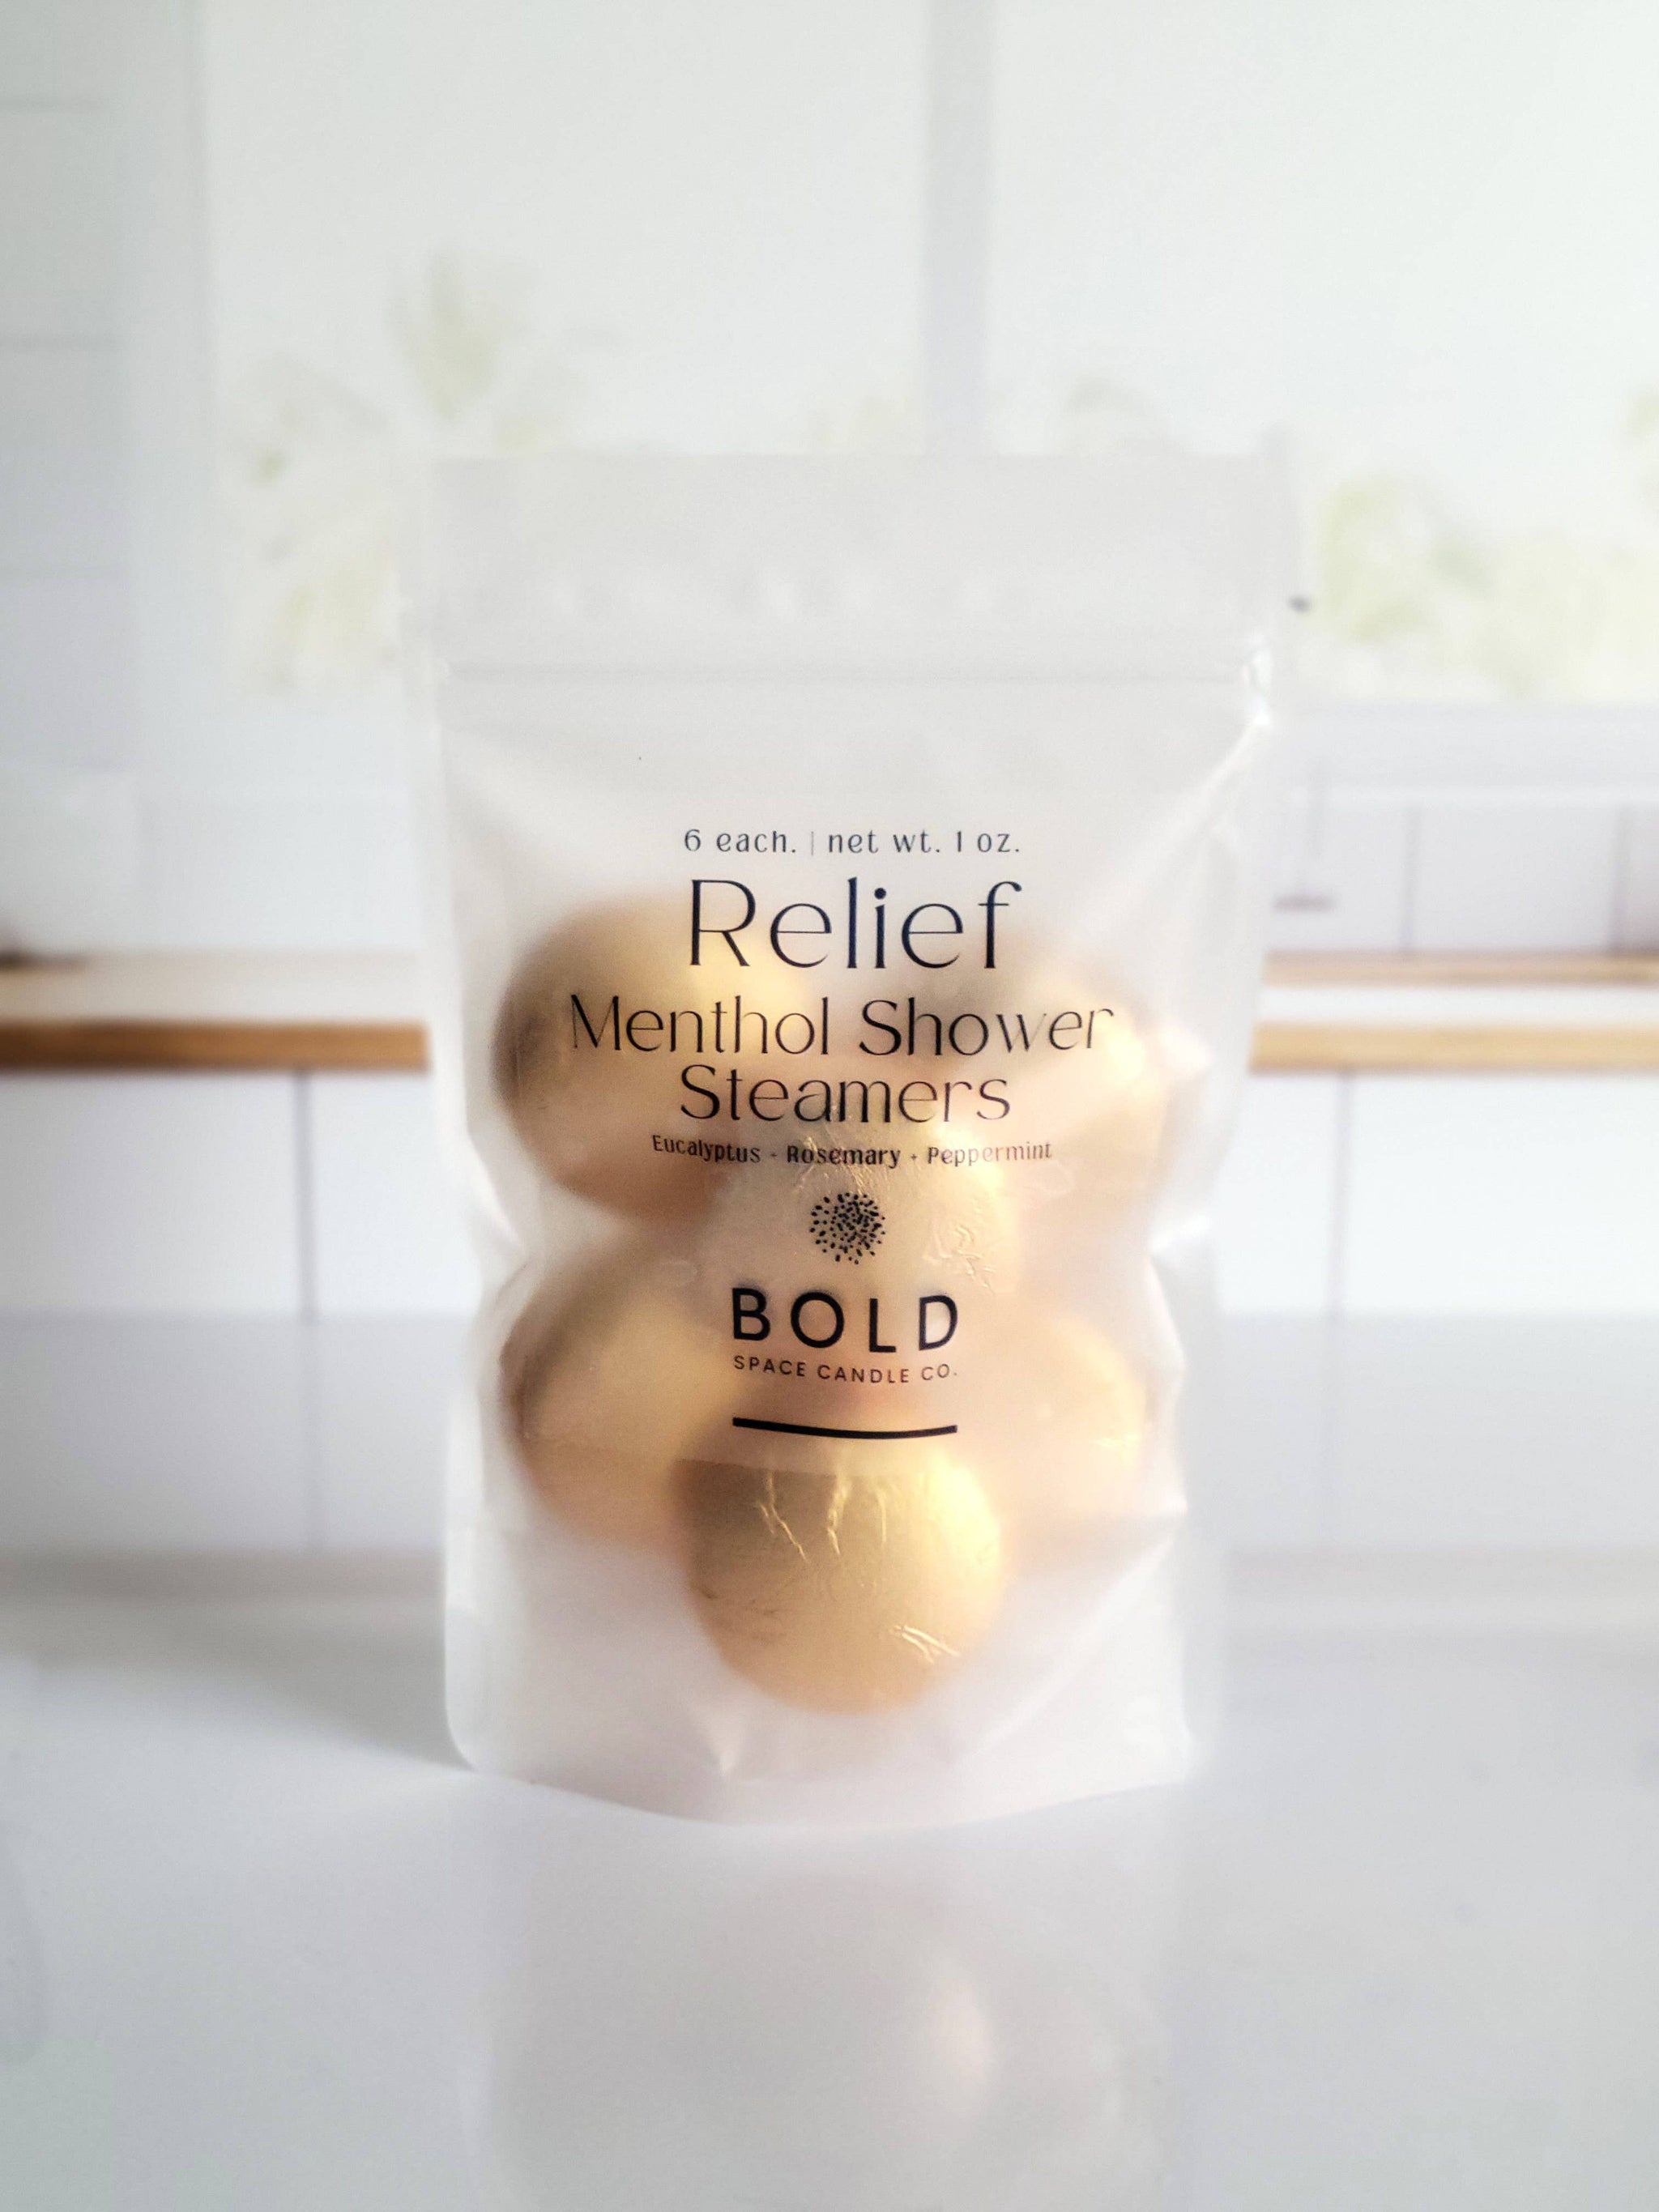 6 each. | net wt. 1 oz.
Relief
Menthol Shower
Steamers
Eucalyptus + Rosemary + Peppermint
BOLD
SPACE CANDLE CO.